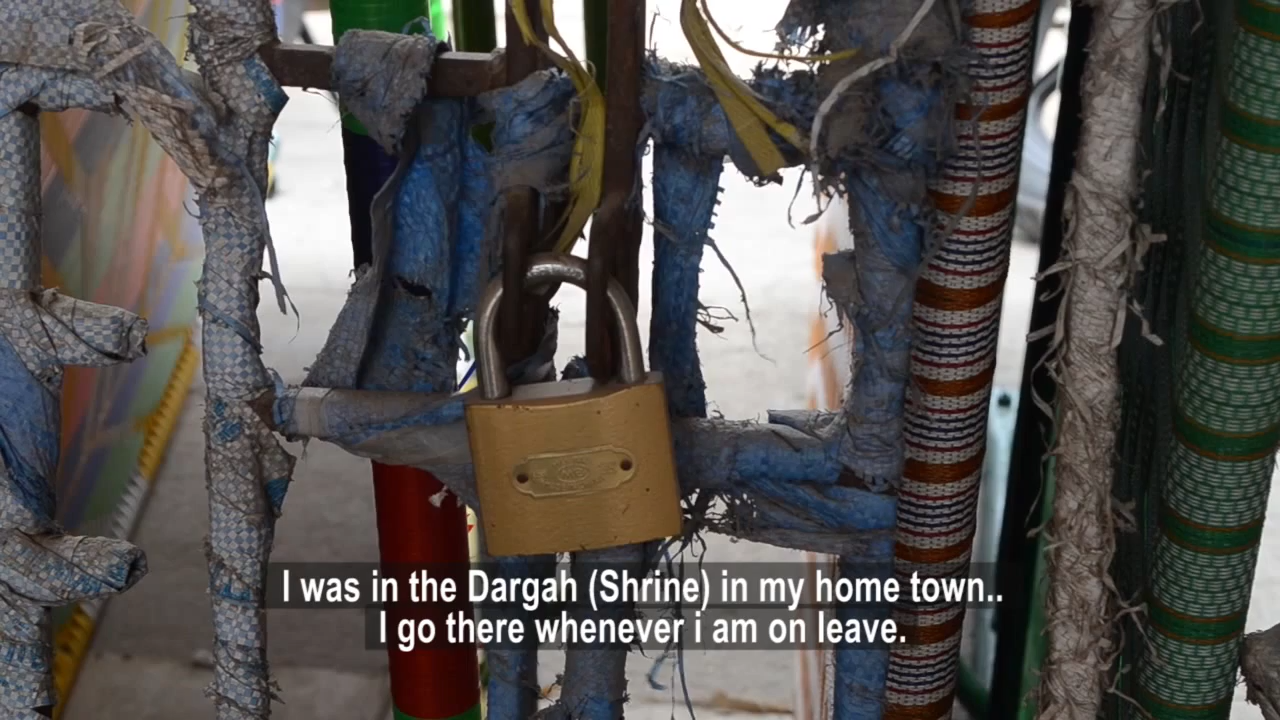 I was in the Dargah (Shrine) in my home town..
I go there whenever i am on leave.